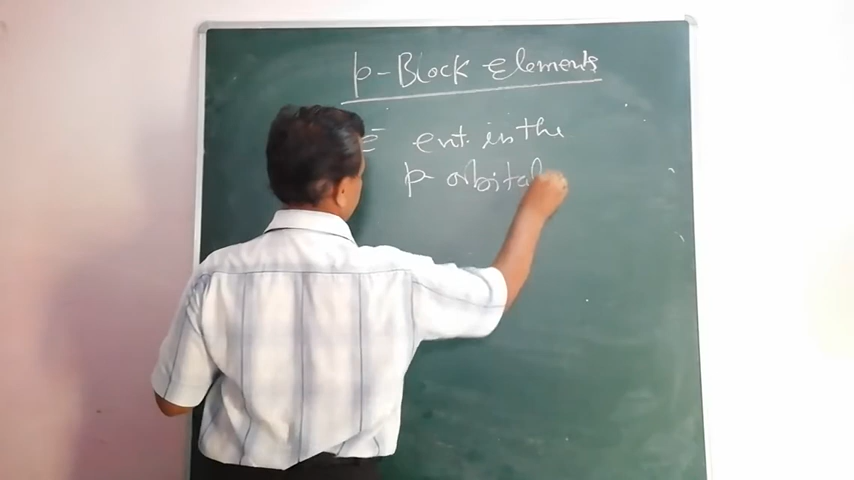 p-Block Elements
e⁻ ent. in the
p-orbital